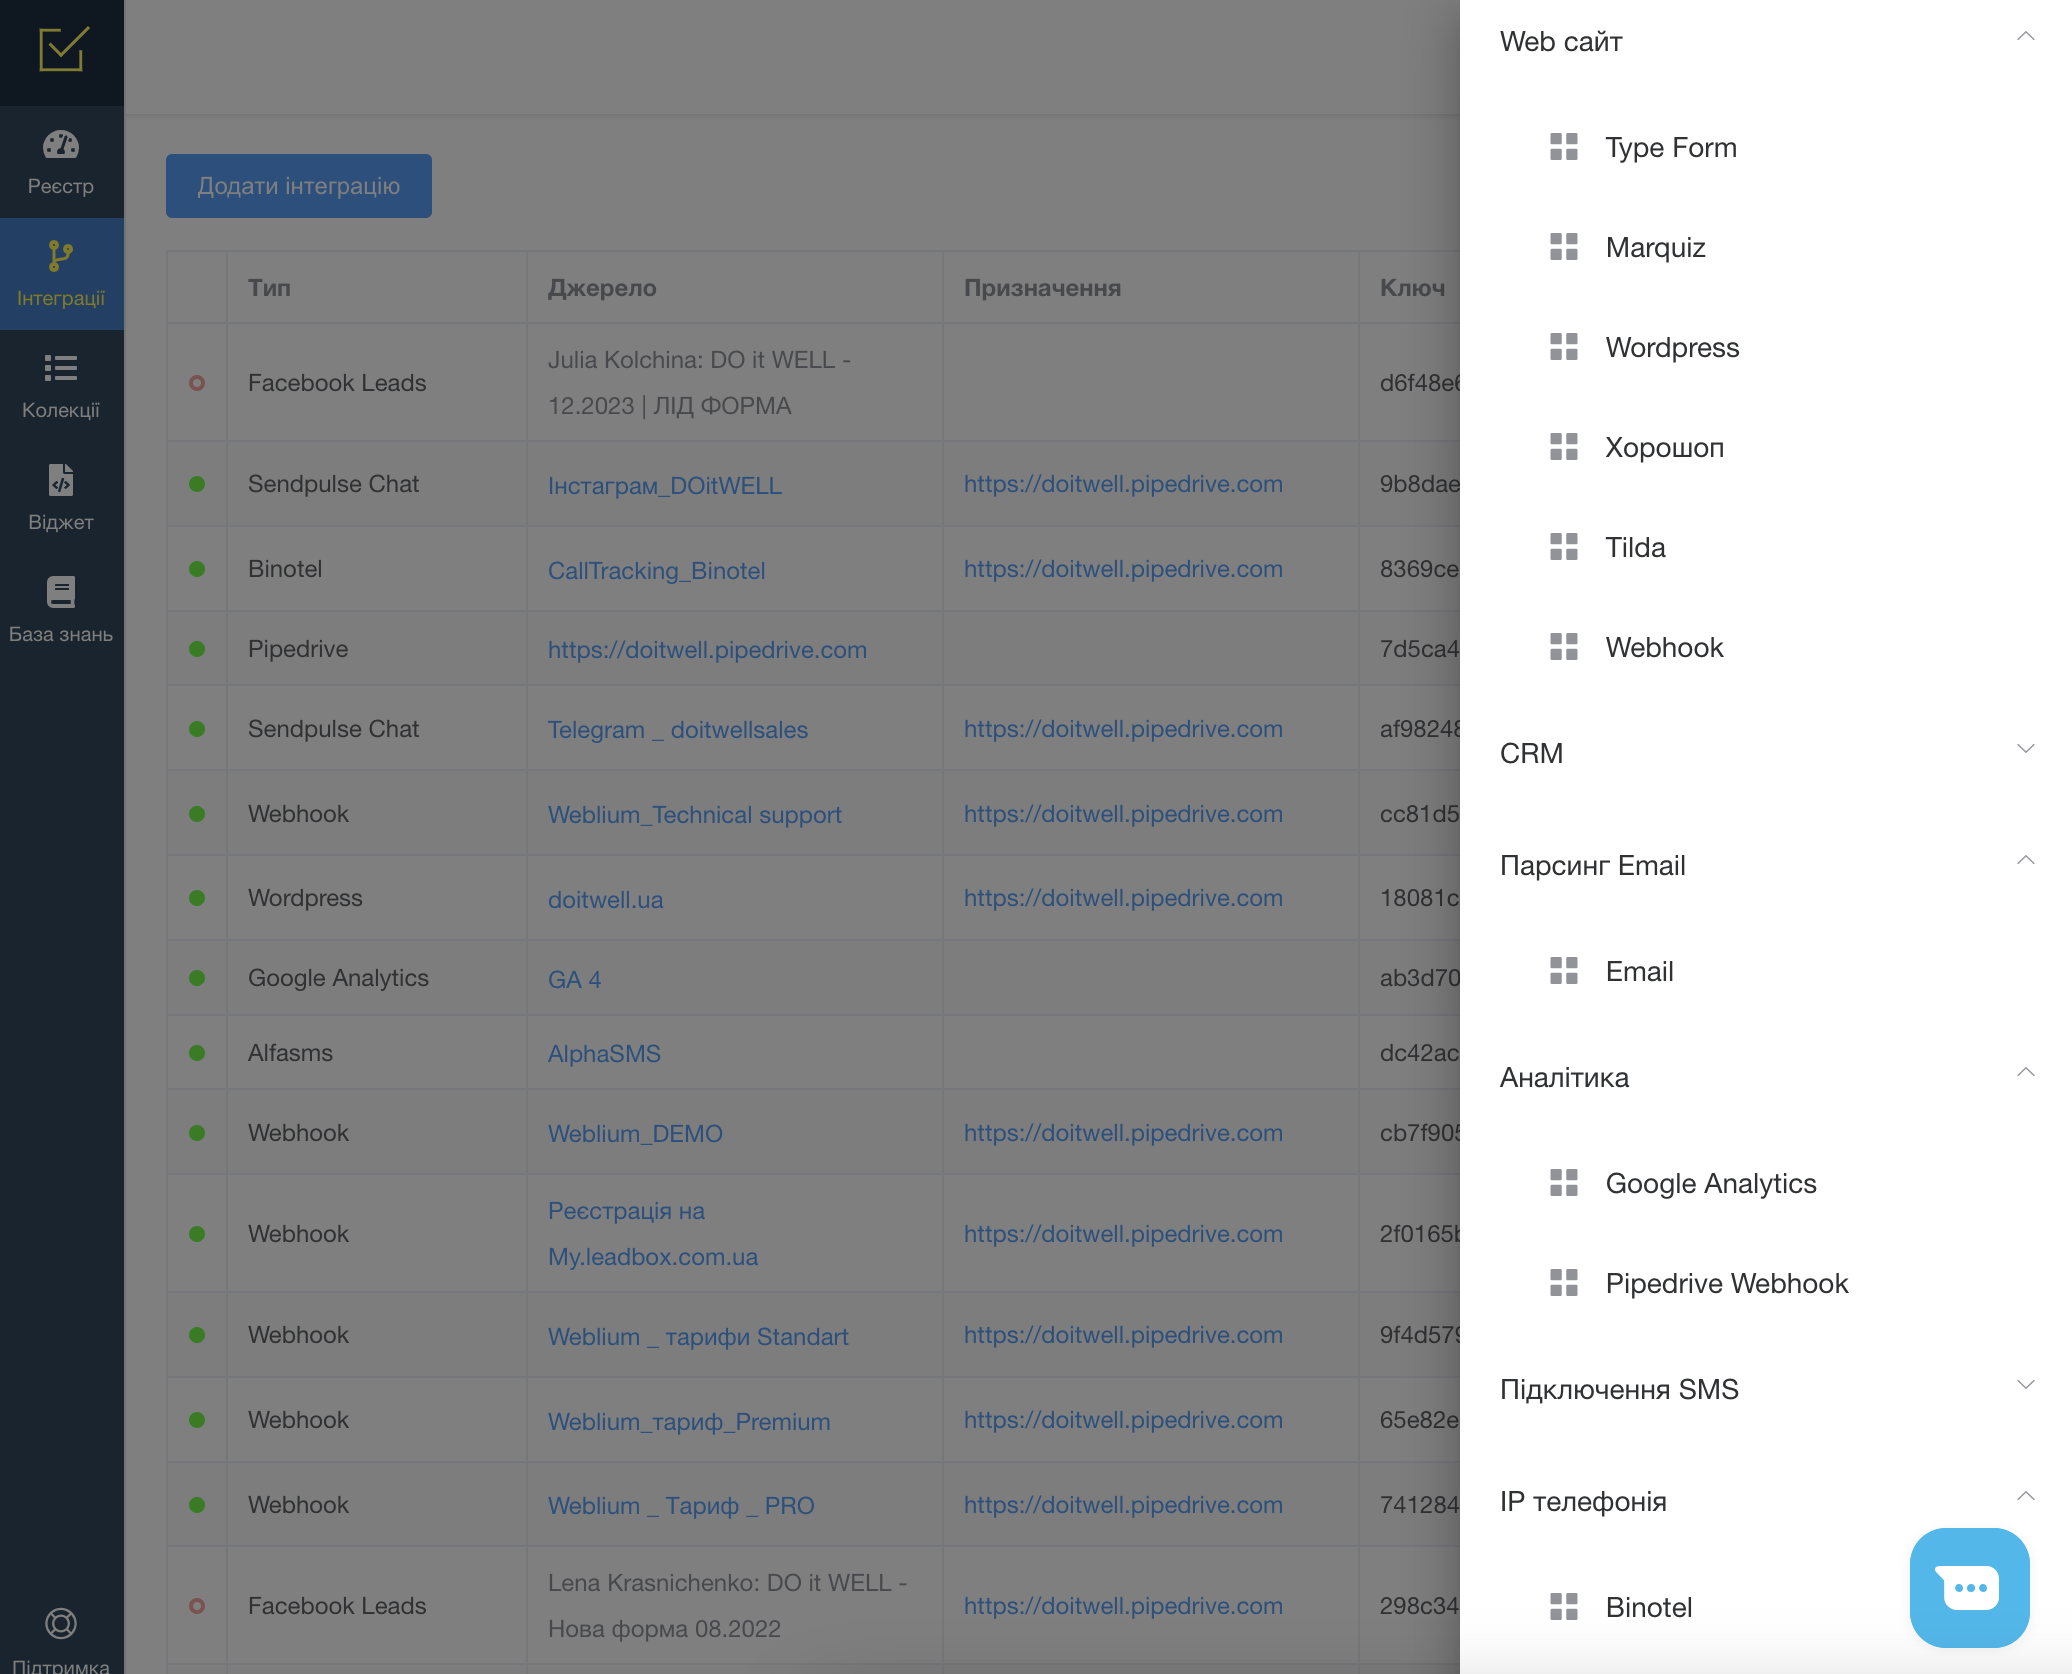 Реєстр
Інтеграції
Колекції
Віджет
База знань
Підтримка
Додати інтеграцію
Тип Джерело Призначення Ключ
Facebook Leads Julia Kolchina: DO it WELL -
12.2023 | ЛІД ФОРМА d6f48e6
Sendpulse Chat Інстаграм_DOitWELL https://doitwell.pipedrive.com 9b8dae
Binotel CallTracking_Binotel https://doitwell.pipedrive.com 8369ce
Pipedrive https://doitwell.pipedrive.com 7d5ca4
Sendpulse Chat Telegram _ doitwellsales https://doitwell.pipedrive.com af98248
Webhook Weblium_Technical support https://doitwell.pipedrive.com cc81d5
Wordpress doitwell.ua https://doitwell.pipedrive.com 18081c
Google Analytics GA 4 ab3d70
Alfasms AlphaSMS dc42ac
Webhook Weblium_DEMO https://doitwell.pipedrive.com cb7f905
Webhook Реєстрація на
My.leadbox.com.ua https://doitwell.pipedrive.com 2f0165b
Webhook Weblium _ тарифи Standart https://doitwell.pipedrive.com 9f4d579
Webhook Weblium_тариф_Premium https://doitwell.pipedrive.com 65e82e
Webhook Weblium _ Тариф _ PRO https://doitwell.pipedrive.com 741284
Facebook Leads Lena Krasnichenko: DO it WELL -
Нова форма 08.2022 https://doitwell.pipedrive.com 298c34
Web сайт
Type Form
Marquiz
Wordpress
Хорошоп
Tilda
Webhook
CRM
Парсинг Email
Email
Аналітика
Google Analytics
Pipedrive Webhook
Підключення SMS
IP телефонія
Binotel